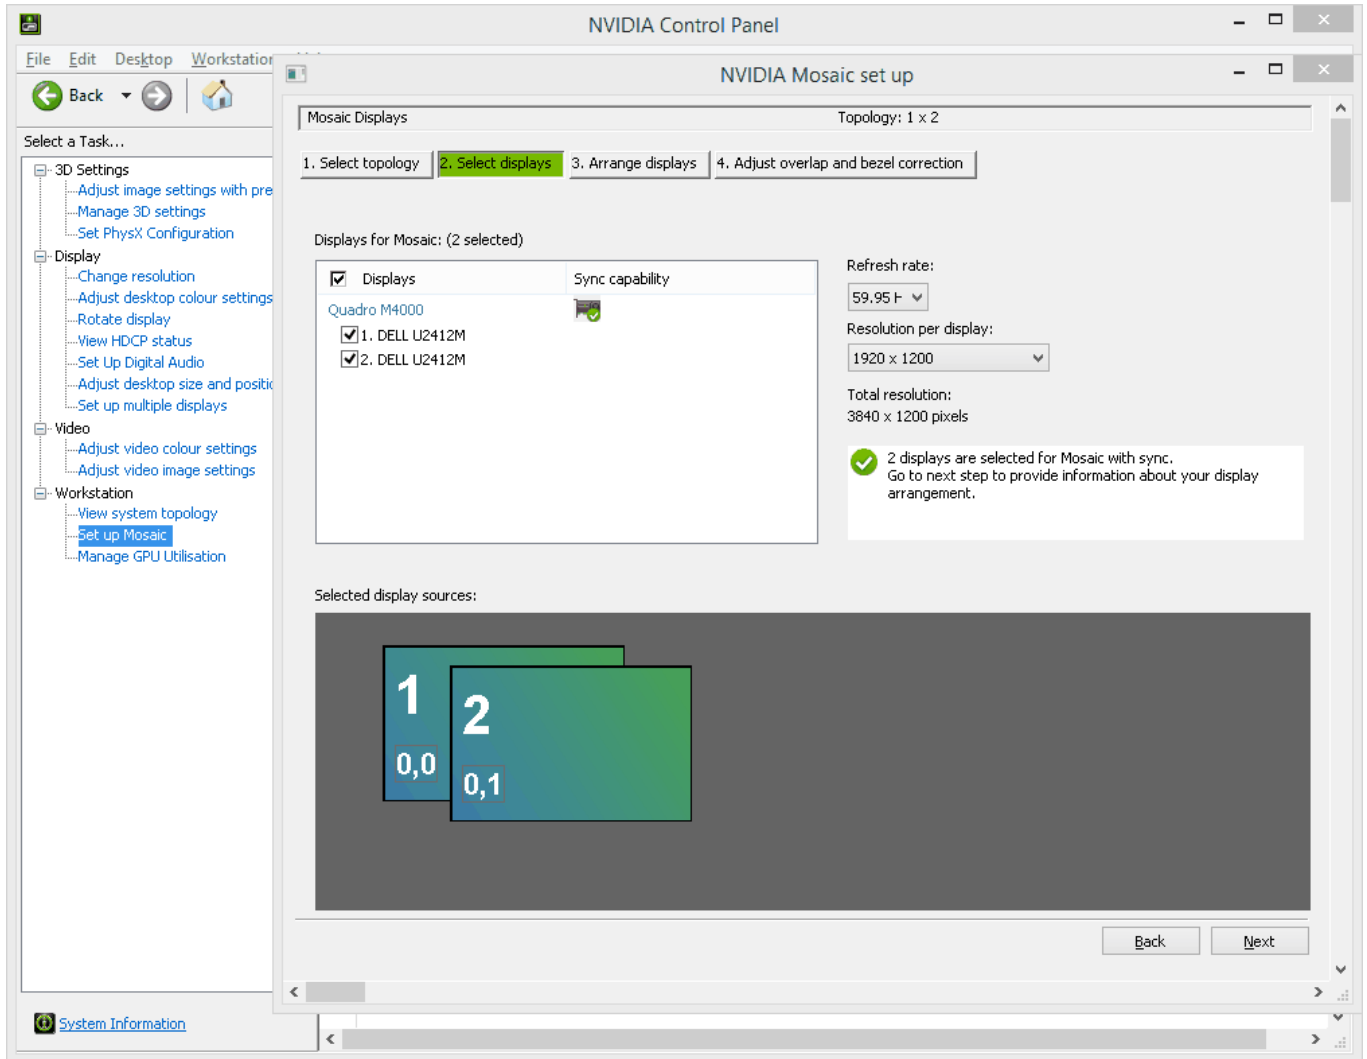 NVIDIA Control Panel
File Edit Desktop Workstation
NVIDIA Mosaic set up
Back
Select a Task...
3D Settings
Adjust image settings with pre
Manage 3D settings
Set PhysX Configuration
Display
Change resolution
Adjust desktop colour settings
Rotate display
View HDCP status
Set Up Digital Audio
Adjust desktop size and positic
Set up multiple displays
Video
Adjust video colour settings
Adjust video image settings
Workstation
View system topology
Set up Mosaic
Manage GPU Utilisation
System Information
Mosaic Displays Topology: 1 x 2
1. Select topology 2. Select displays 3. Arrange displays 4. Adjust overlap and bezel correction
Displays for Mosaic: (2 selected)
Displays Sync capability
Quadro M4000
1. DELL U2412M
2. DELL U2412M
Refresh rate:
59.95 H
Resolution per display:
1920 x 1200
Total resolution:
3840 x 1200 pixels
2 displays are selected for Mosaic with sync.
Go to next step to provide information about your display
arrangement.
Selected display sources:
1
0,0
2
0,1
Back Next